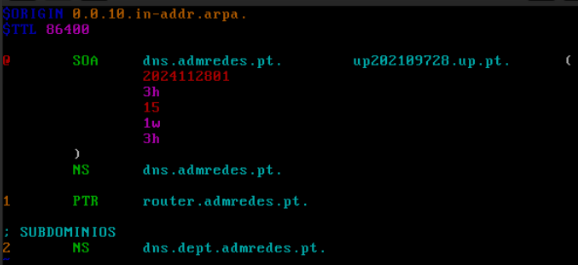 $ORIGIN 0.0.10.in-addr.arpa.
$TTL 86400
@ SOA dns.admredes.pt. up202109728.up.pt. (
2024112801
3h
15
1w
3h
)
NS dns.admredes.pt.
1 PTR router.admredes.pt.
; SUBDOMINIOS
2 NS dns.dept.admredes.pt.